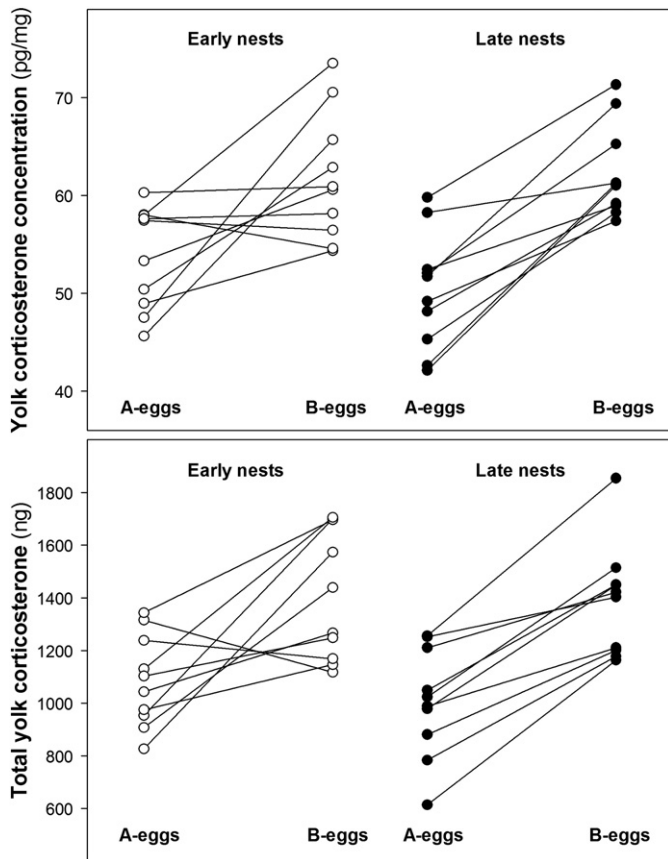 Early nests Late nests
Yolk corticosterone concentration (pg/mg)
70
60
50
40
A-eggs B-eggs A-eggs B-eggs
Early nests Late nests
Total yolk corticosterone (ng)
1800
1600
1400
1200
1000
800
600
A-eggs B-eggs A-eggs B-eggs